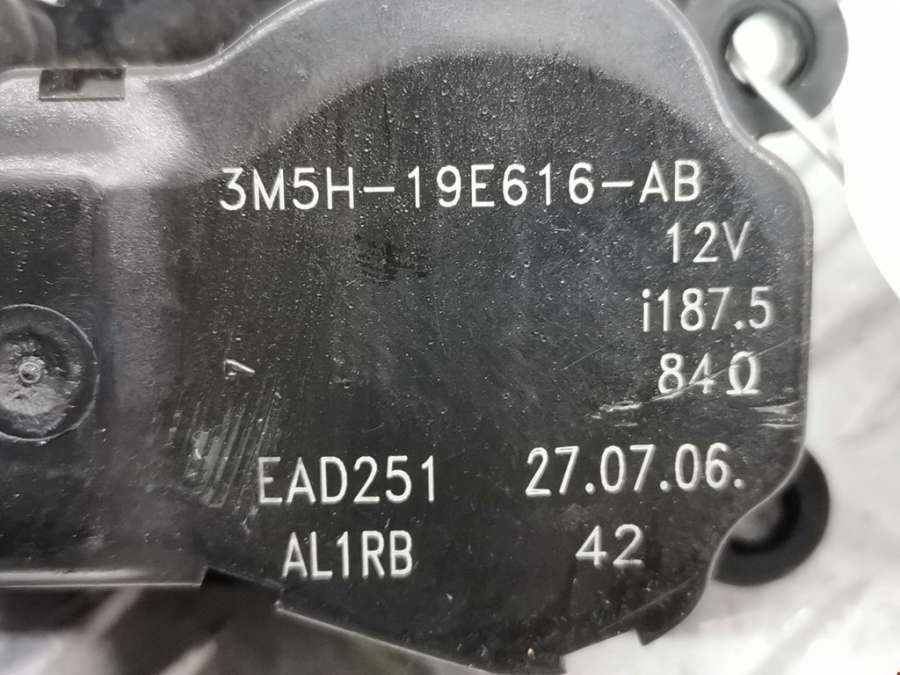 3M5H-19E616-AB
12V
i187.5
84Ω
EAD251 27.07.06.
AL1RB 42